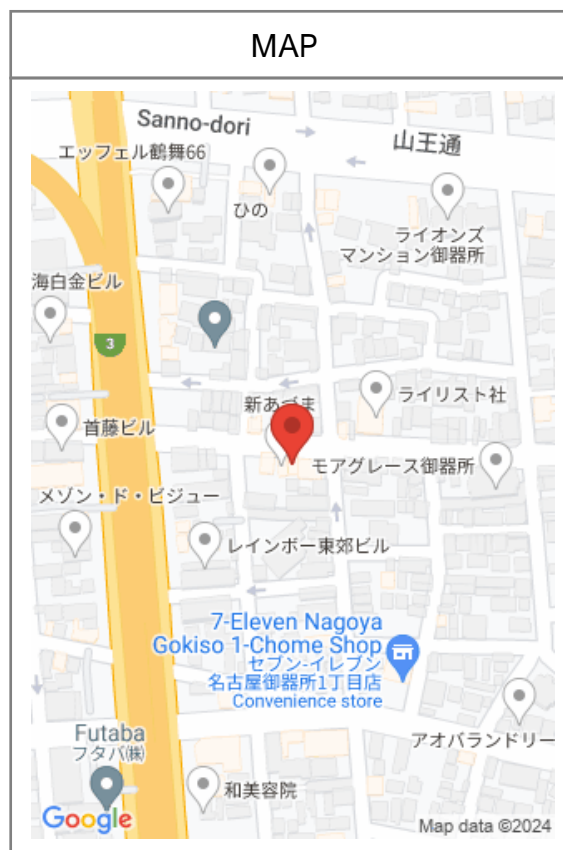 MAP
Sanno-dori
山王通
エッフェル鶴舞66
ひの
ライオンズ
マンション御器所
海白金ビル
3
新あづま
ライリスト社
首藤ビル
モアグレース御器所
メゾン・ド・ビジュー
レインボー東郊ビル
7-Eleven Nagoya
Gokiso 1-Chome Shop
セブン-イレブン
名古屋御器所1丁目店
Convenience store
Futaba
フタバ㈱
アオバランドリー
和美容院
Google
Map data ©2024